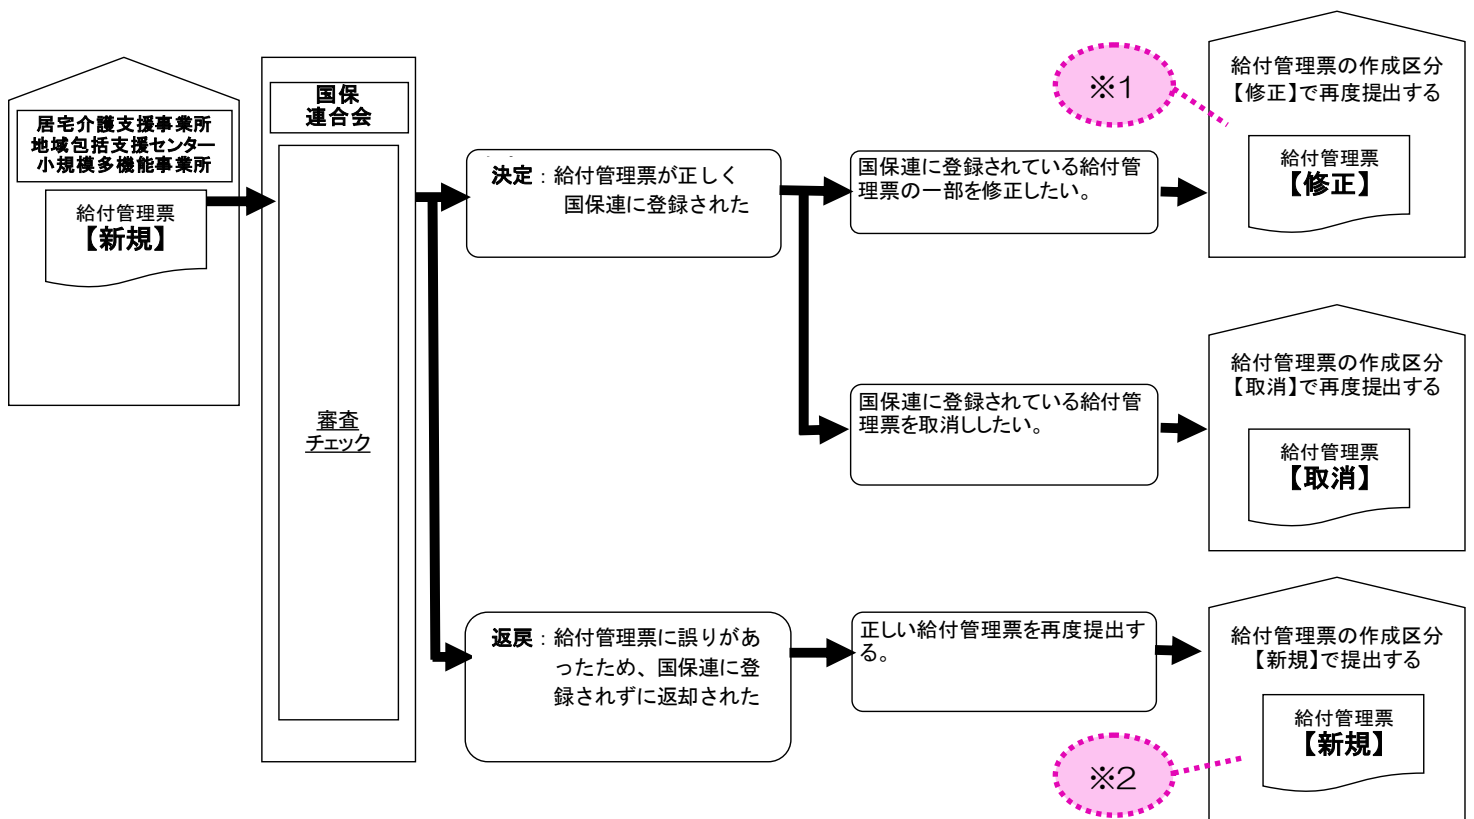 居宅介護支援事業所
地域包括支援センター
小規模多機能事業所
給付管理票
【新規】
国保
連合会
審査
チェック
決定：給付管理票が正しく
国保連に登録された
国保連に登録されている給付管
理票の一部を修正したい。
※1
給付管理票の作成区分
【修正】で再度提出する
給付管理票
【修正】
国保連に登録されている給付管
理票を取消ししたい。
給付管理票の作成区分
【取消】で再度提出する
給付管理票
【取消】
返戻：給付管理票に誤りがあ
ったため、国保連に登
録されずに返却された
正しい給付管理票を再度提出す
る。
給付管理票の作成区分
【新規】で提出する
給付管理票
【新規】
※2